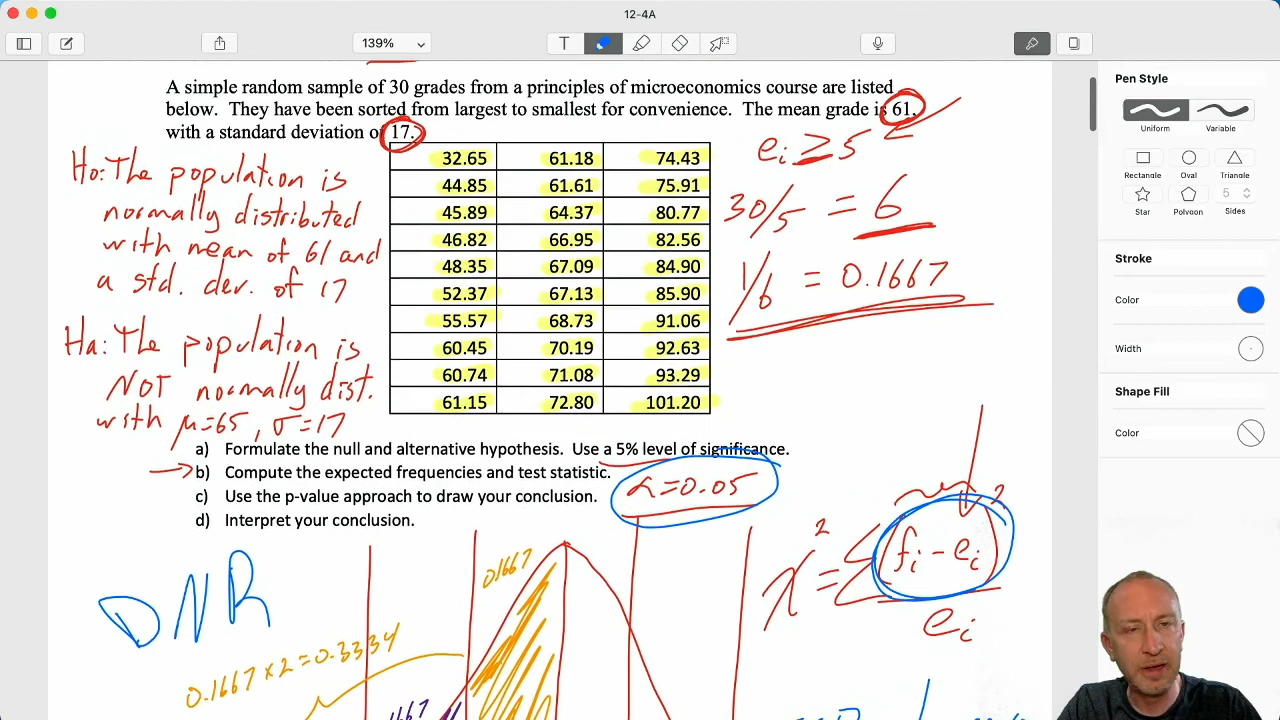 12-4A
139%
T
Pen Style
Uniform
Variable
Rectangle
Oval
Triangle
Star
Polygon
5
Sides
Stroke
Color
Width
Shape Fill
Color
A simple random sample of 30 grades from a principles of microeconomics course are listed
below. They have been sorted from largest to smallest for convenience. The mean grade is 61,
with a standard deviation of 17.
32.65 61.18 74.43
44.85 61.61 75.91
45.89 64.37 80.77
46.82 66.95 82.56
48.35 67.09 84.90
52.37 67.13 85.90
55.57 68.73 91.06
60.45 70.19 92.63
60.74 71.08 93.29
61.15 72.80 101.20
Ho: The population is
normally distributed
with mean of 61 and
a std. dev. of 17
Ha: The population is
NOT normally dist.
with μ=65, σ=17
ei ≥ 5
30/5 = 6
1/6 = 0.1667
a) Formulate the null and alternative hypothesis. Use a 5% level of significance.
b) Compute the expected frequencies and test statistic.
c) Use the p-value approach to draw your conclusion.
d) Interpret your conclusion.
α=0.05
DNR
0.1667
0.1667 x 2 = 0.3334
χ² = Σ (fi - ei)²
ei